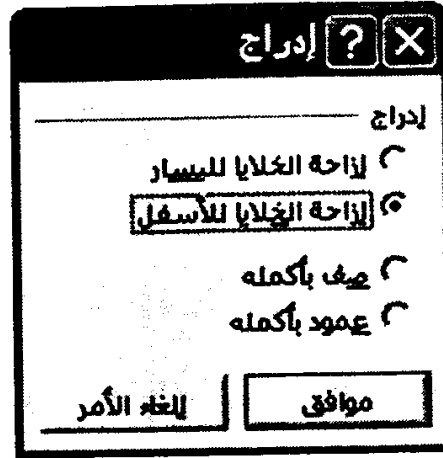 إدراج
إدراج
إزاحة الخلايا لليسار
إزاحة الخلايا للأسفل
صف بأكمله
عمود بأكمله
موافق
إلغاء الأمر